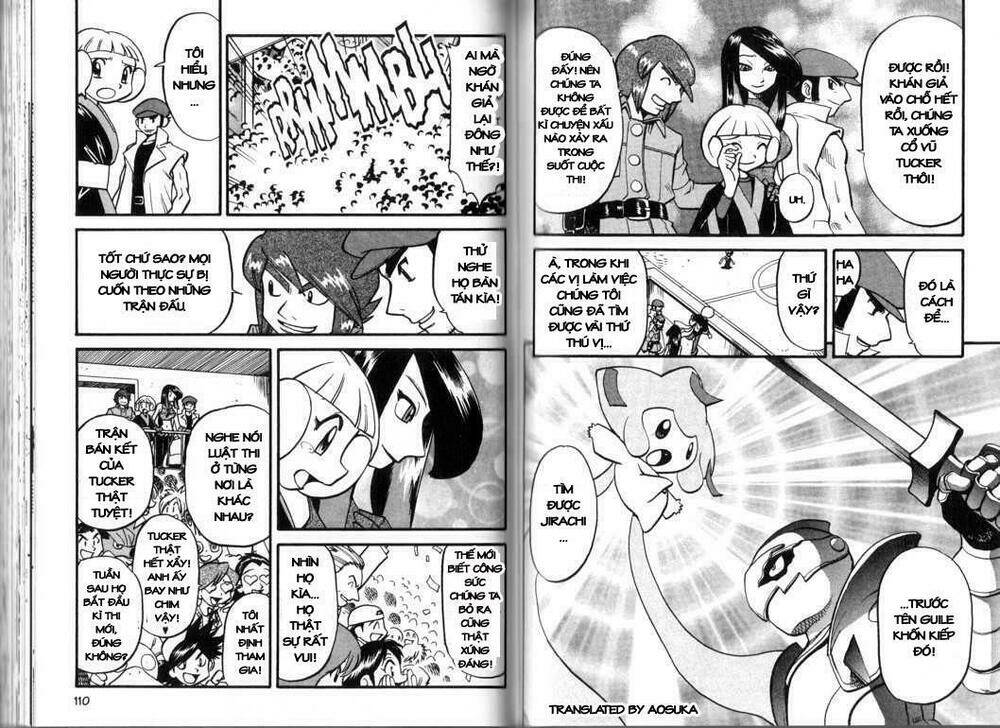 AI MÀ
NGỜ
KHÁN
GIẢ
LẠI
ĐÔNG
NHƯ
THẾ?!
TÔI
HIỂU,
NHƯNG
...
THỬ
NGHE
HỌ BÀN
TÁN KÌA!
TỐT CHỨ SAO? MỌI
NGƯỜI THỰC SỰ BỊ
CUỐN THEO NHỮNG
TRẬN ĐẤU.
NGHE NÓI
LUẬT THI
Ở TỪNG
NƠI LÀ
KHÁC
NHAU?
TRẬN
BÁN KẾT
CỦA
TUCKER
THẬT
TUYỆT!
TUCKER
THẬT
HẾT XẨY!
ANH ẤY
BAY NHƯ
CHIM
VẬY!
♥
TUẦN
SAU HỌ
BẮT ĐẦU
KÌ THI
MỚI,
ĐÚNG
KHÔNG?
TÔI
NHẤT
ĐỊNH
THAM
GIA!
THẾ MỚI
BIẾT CÔNG
SỨC
CHÚNG TA
BỎ RA
CŨNG
THẬT
XỨNG
ĐÁNG!
NHÌN
HỌ
KÌA...
HỌ
THẬT
SỰ RẤT
VUI!
110
ĐƯỢC RỒI!
KHÁN GIẢ
VÀO CHỖ HẾT
RỒI, CHÚNG
TA XUỐNG
CỔ VŨ
TUCKER
THÔI!
ĐÚNG
ĐẤY! NÊN
CHÚNG TA
KHÔNG
ĐƯỢC ĐỂ BẤT
KÌ CHUYỆN XẤU
NÀO XẢY RA
TRONG
SUỐT CUỘC
THI!
UH.
ĐÓ LÀ
CÁCH
ĐỂ...
HA
HA
THỨ
GÌ
VẬY?
Á, TRONG KHI
CÁC VỊ LÀM VIỆC
CHÚNG TÔI
CŨNG ĐÃ TÌM
ĐƯỢC VÀI THỨ
THÚ VỊ...
TÌM
ĐƯỢC
JIRACHI
...
...TRƯỚC
TÊN GUILE
KHỐN KIẾP
ĐÓ!
TRANSLATED BY AOSUKA